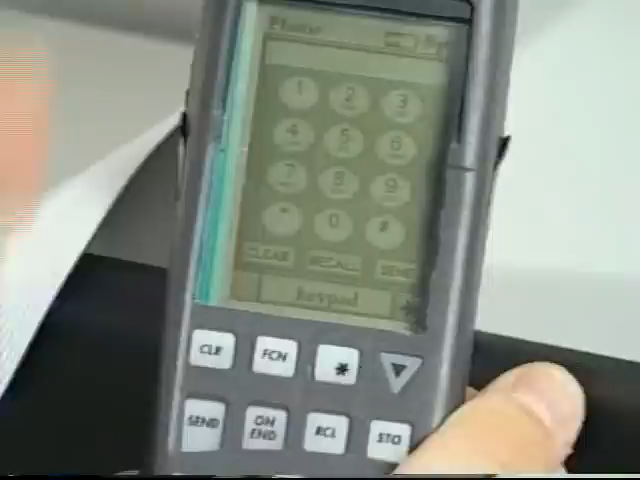 Phone
1 2 3
4 5 6
7 8 9
* 0 #
CLEAR RECALL SEND
keypad
CLR FCN *
SEND ON END RCL STO